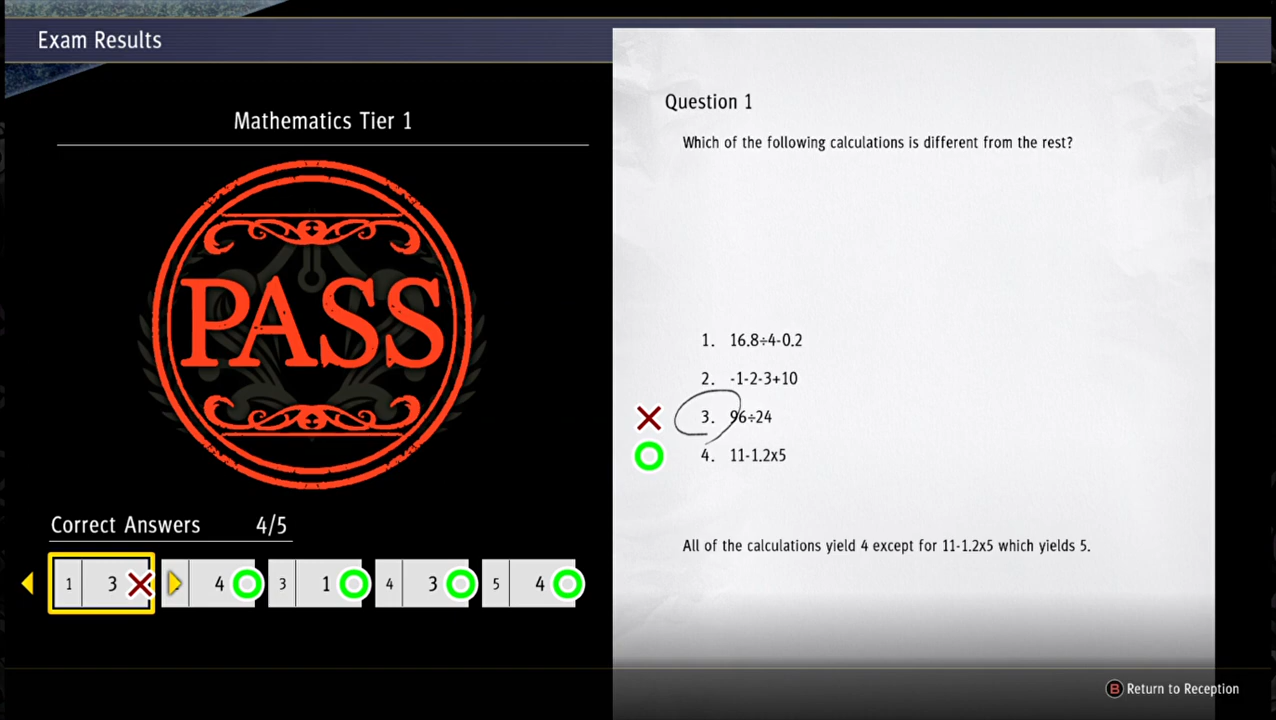 Exam Results
Mathematics Tier 1
PASS
Correct Answers 4/5
1 3 4 3 1 4 3 5 4
Question 1
Which of the following calculations is different from the rest?
1. 16.8÷4-0.2
2. -1-2-3+10
3. 96÷24
4. 11-1.2x5
All of the calculations yield 4 except for 11-1.2x5 which yields 5.
B Return to Reception